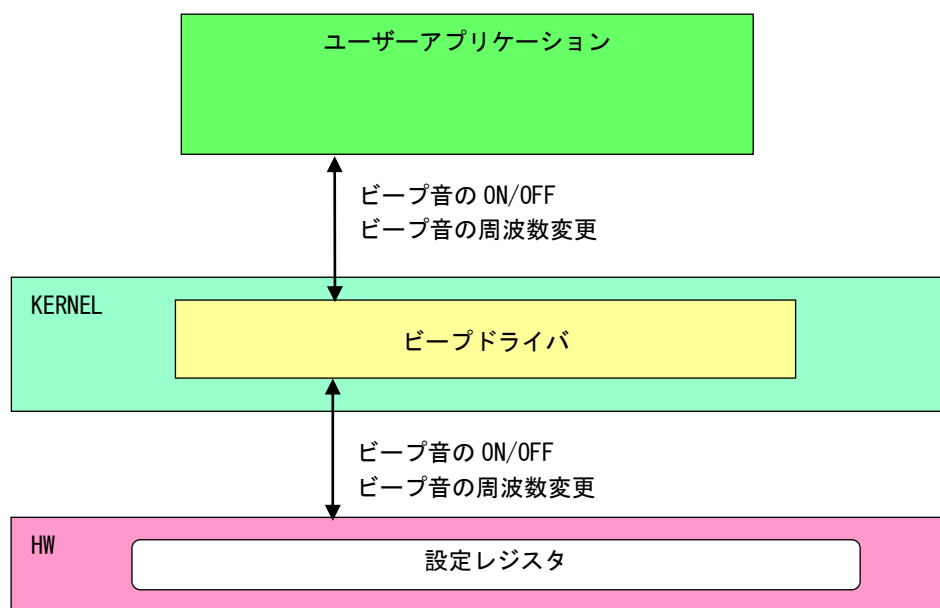 ユーザーアプリケーション
ビープ音の ON/OFF
ビープ音の周波数変更
KERNEL
ビープドライバ
ビープ音の ON/OFF
ビープ音の周波数変更
HW
設定レジスタ